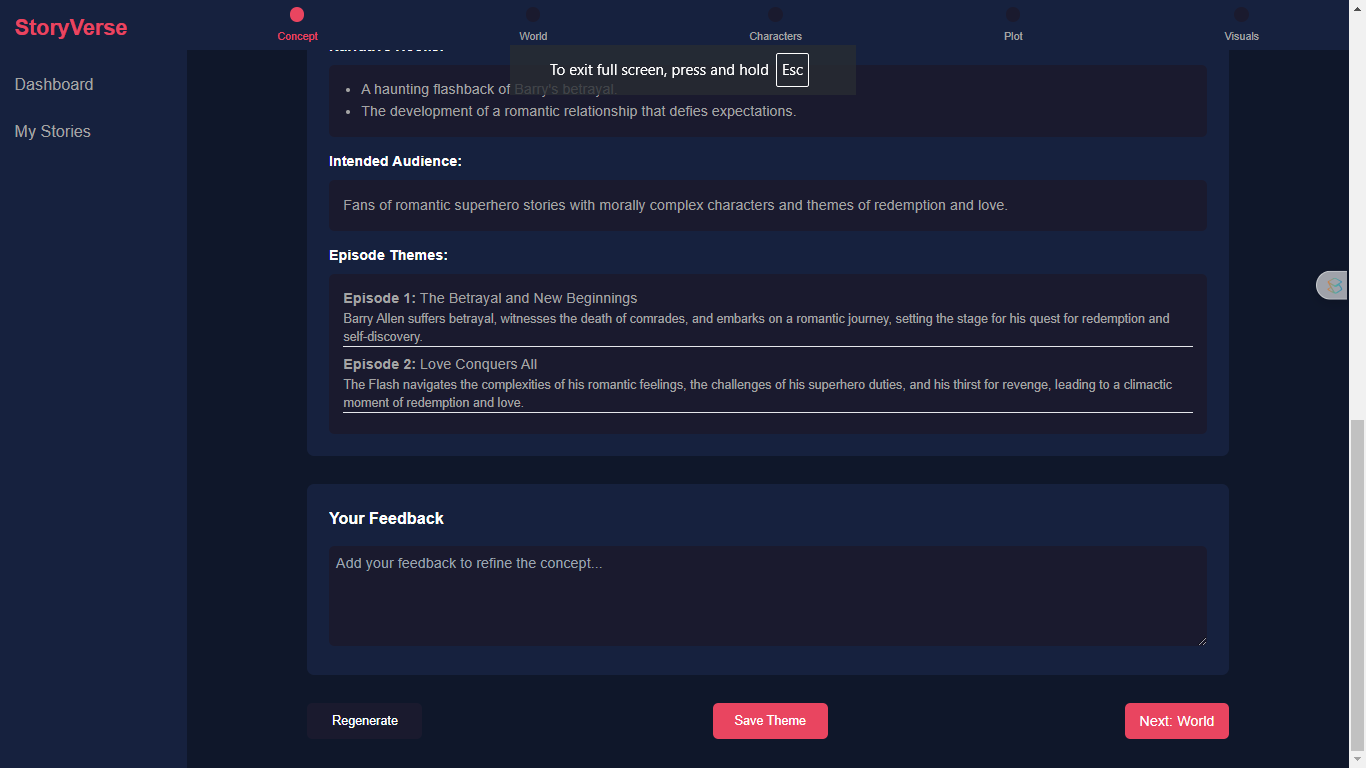 StoryVerse
Concept
World
Characters
Plot
Visuals
Dashboard
My Stories
To exit full screen, press and hold Esc
A haunting flashback of Barry's betrayal.
The development of a romantic relationship that defies expectations.
Intended Audience:
Fans of romantic superhero stories with morally complex characters and themes of redemption and love.
Episode Themes:
Episode 1: The Betrayal and New Beginnings
Barry Allen suffers betrayal, witnesses the death of comrades, and embarks on a romantic journey, setting the stage for his quest for redemption and
self-discovery.
Episode 2: Love Conquers All
The Flash navigates the complexities of his romantic feelings, the challenges of his superhero duties, and his thirst for revenge, leading to a climactic
moment of redemption and love.
Your Feedback
Add your feedback to refine the concept...
Regenerate
Save Theme
Next: World